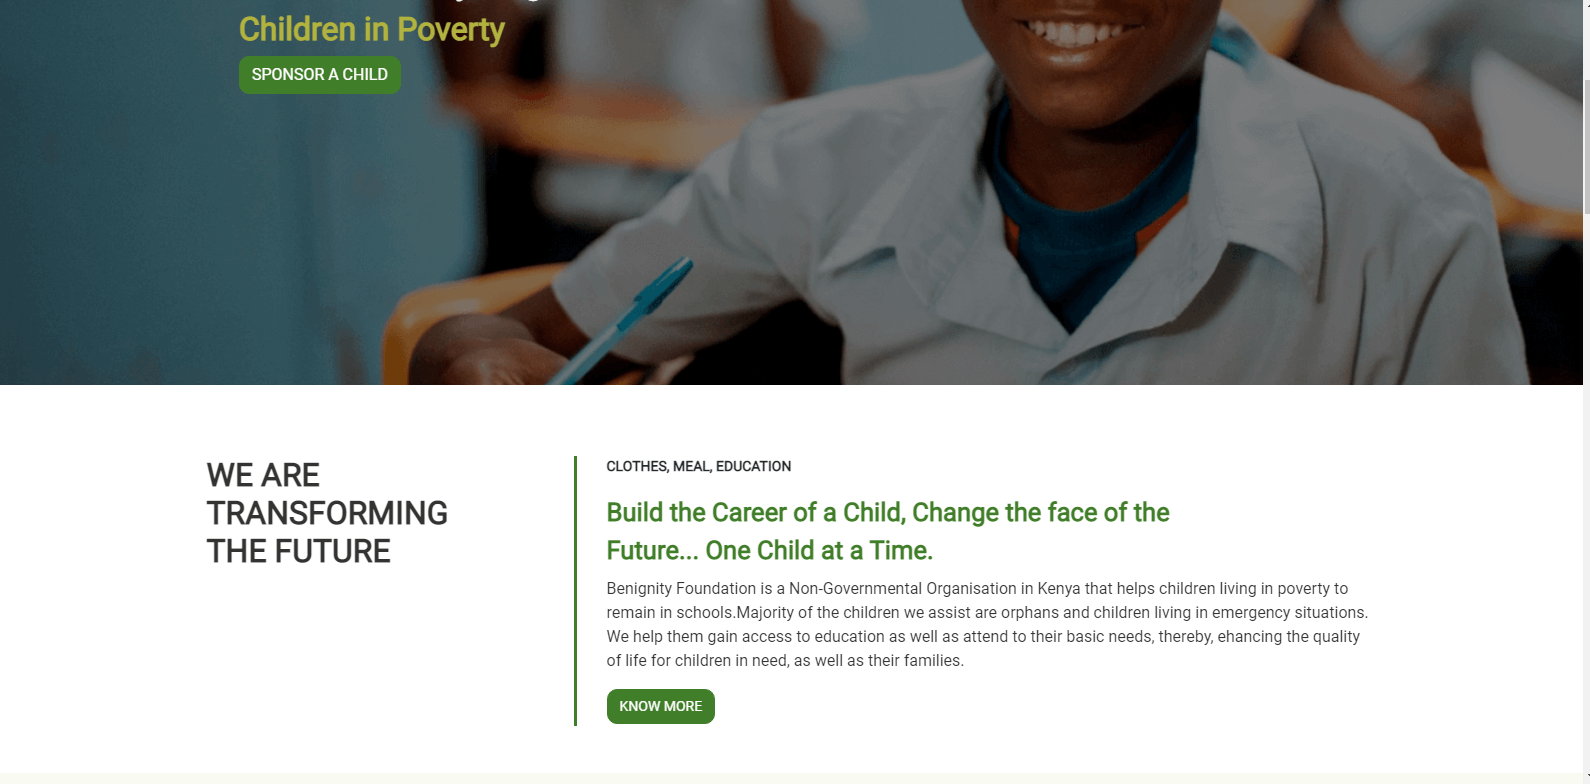 Children in Poverty
SPONSOR A CHILD
WE ARE
TRANSFORMING
THE FUTURE
CLOTHES, MEAL, EDUCATION
Build the Career of a Child, Change the face of the
Future... One Child at a Time.
Benignity Foundation is a Non-Governmental Organisation in Kenya that helps children living in poverty to
remain in schools.Majority of the children we assist are orphans and children living in emergency situations.
We help them gain access to education as well as attend to their basic needs, thereby, ehancing the quality
of life for children in need, as well as their families.
KNOW MORE